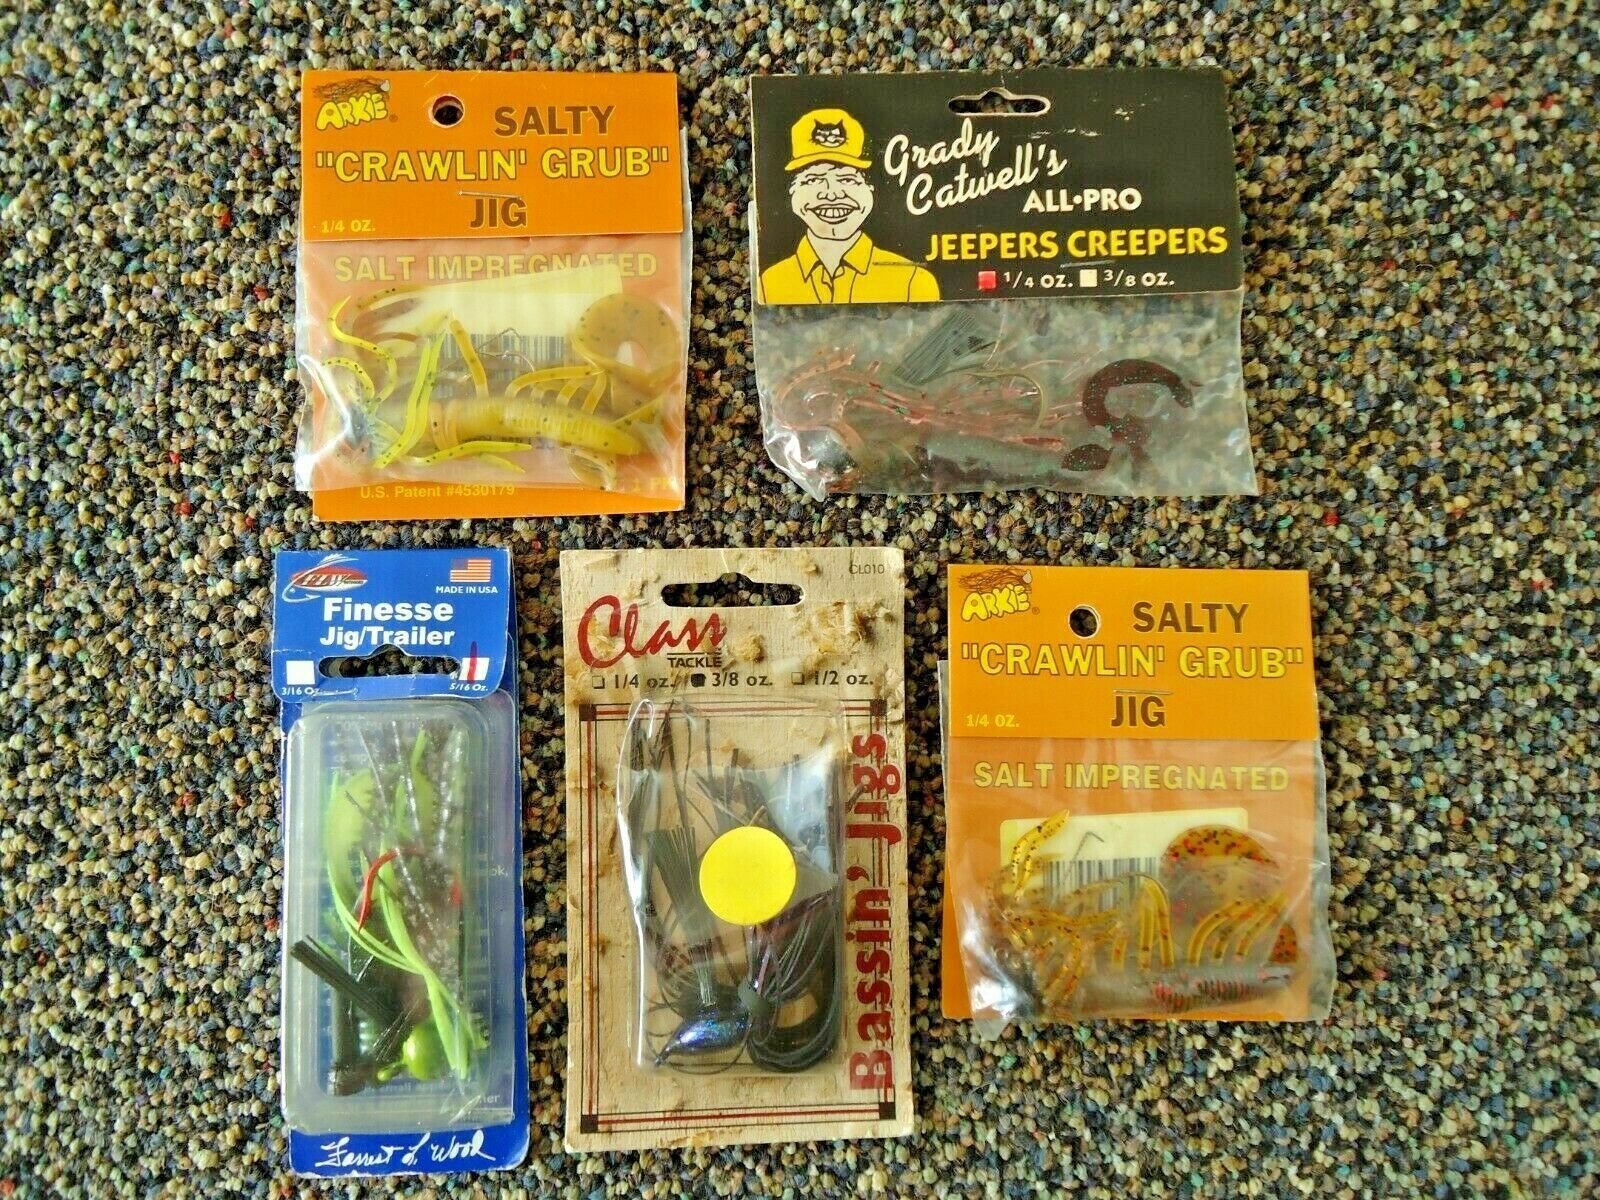 ARKIE®
SALTY
"CRAWLIN' GRUB"
JIG
1/4 OZ.
SALT IMPREGNATED
U.S. Patent #4530179
Grady
Catwell's
ALL•PRO
JEEPERS CREEPERS
1/4 OZ. 3/8 OZ.
FLW
MADE IN USA
Finesse
Jig/Trailer
3/16 Oz. 5/16 Oz.
Forrest L. Wood
CL010
Class
TACKLE
1/4 oz. 3/8 oz. 1/2 oz.
Bassin' Jigs
ARKIE®
SALTY
"CRAWLIN' GRUB"
JIG
1/4 OZ.
SALT IMPREGNATED